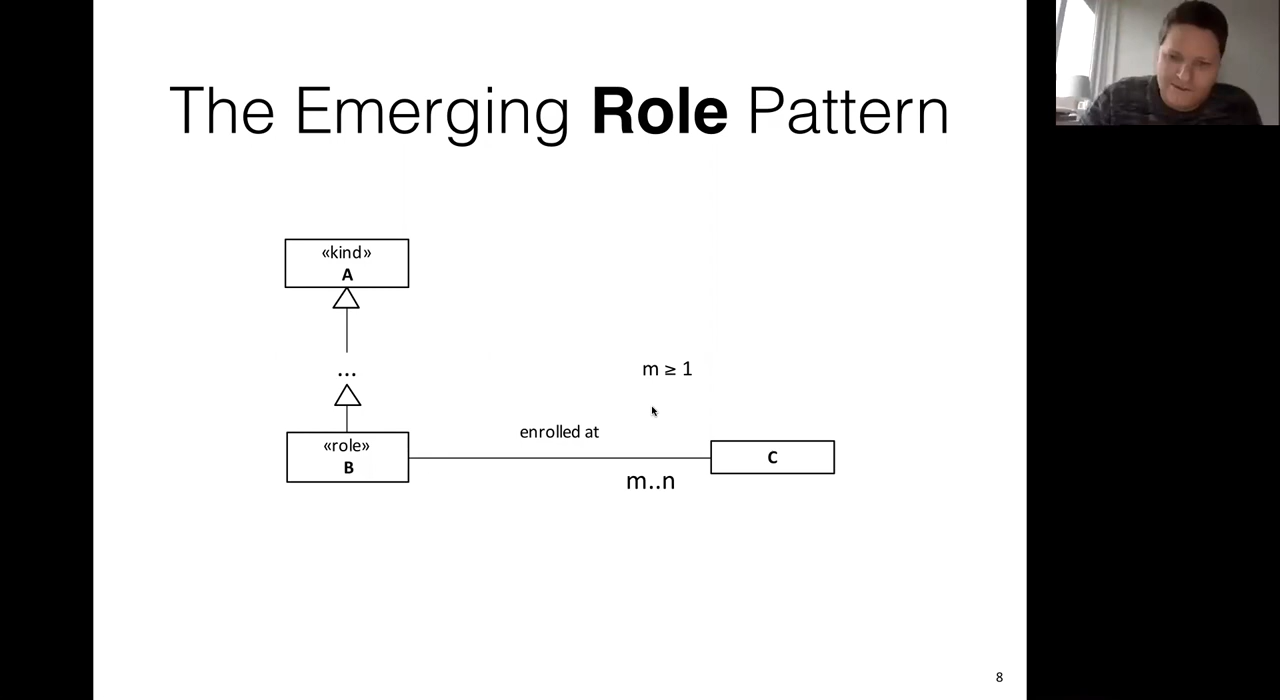 The Emerging Role Pattern
«kind»
A
...
m ≥ 1
enrolled at
«role»
B
C
m..n
8